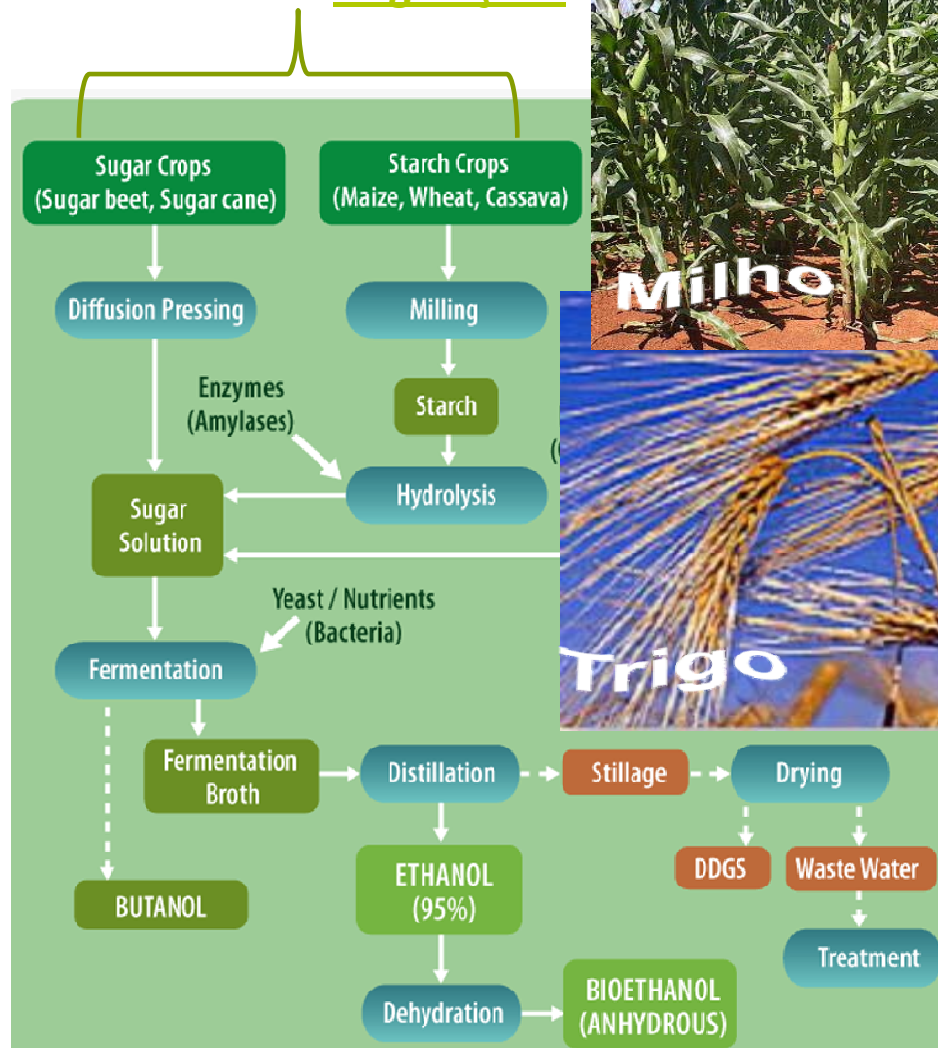 Sugar Crops
(Sugar beet, Sugar cane)
Starch Crops
(Maize, Wheat, Cassava)
Milho
Diffusion Pressing
Milling
Enzymes
(Amylases)
Starch
Hydrolysis
Sugar
Solution
Yeast / Nutrients
(Bacteria)
Trigo
Fermentation
Fermentation
Broth
Distillation
Stillage
Drying
DDGS
Waste Water
ETHANOL
(95%)
BUTANOL
Treatment
Dehydration
BIOETHANOL
(ANHYDROUS)